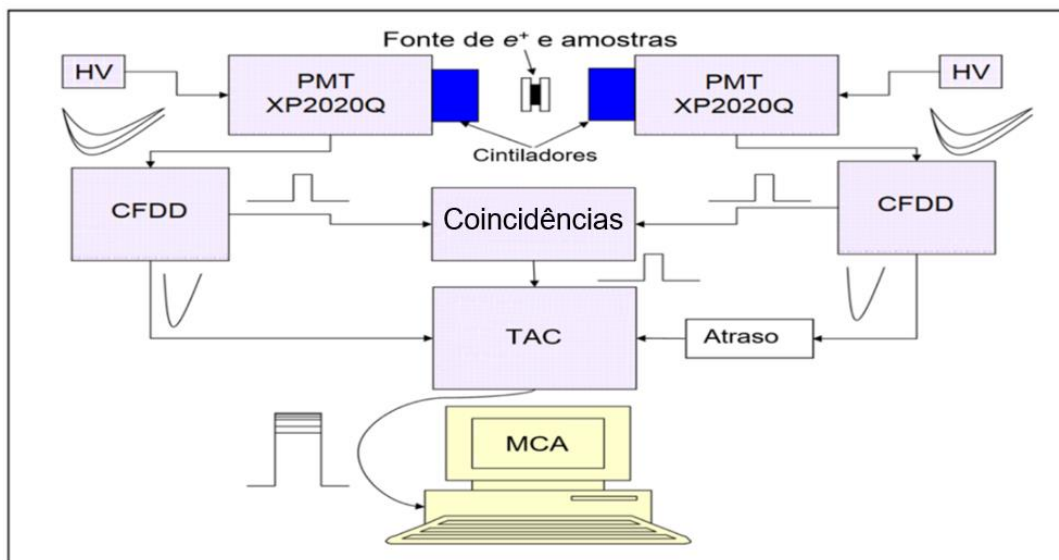 Fonte de e+ e amostras
HV
PMT
XP2020Q
PMT
XP2020Q
HV
Cintiladores
CFDD
Coincidências
CFDD
TAC
Atraso
MCA